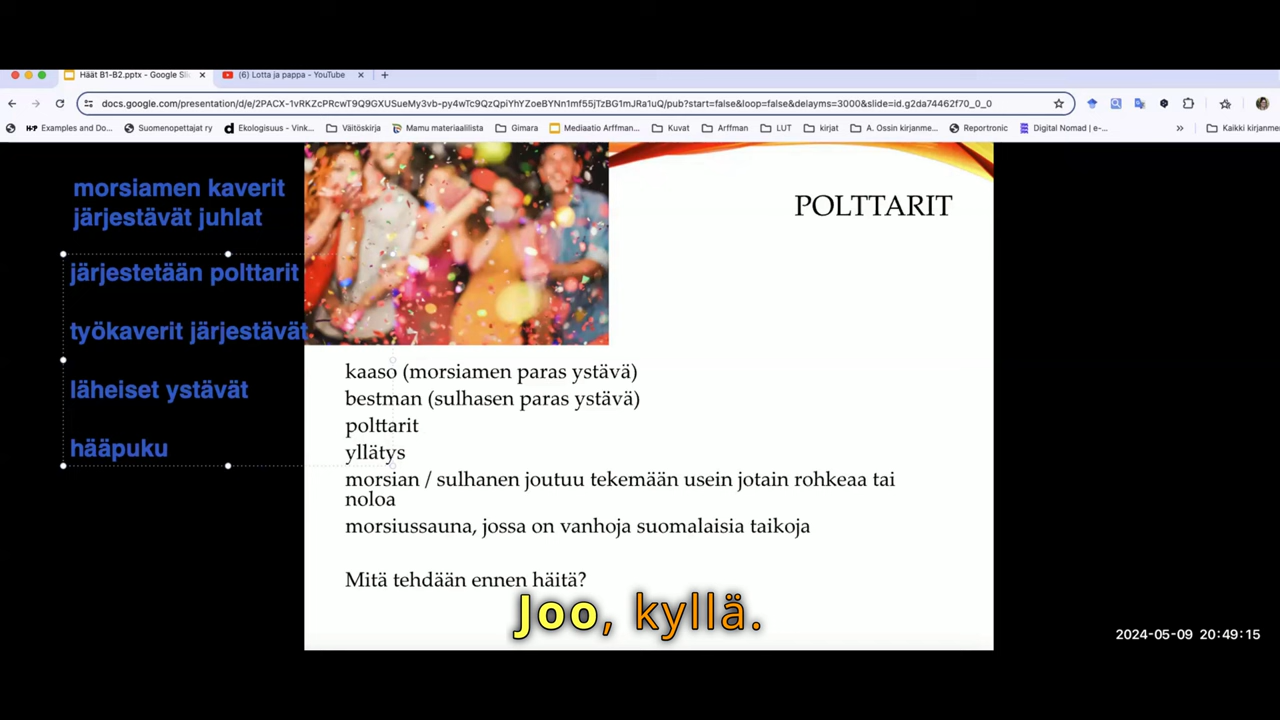 Häät B1-B2.pptx - Google Sli
(6) Lotta ja pappa - YouTube
docs.google.com/presentation/d/e/2PACX-1vRKZcPRcwT9Q9GXUSueMy3vb-py4wTc9QzQpiYhYZoeBYNn1mf55jTzBG1mJRa1uQ/pub?start=false&loop=false&delayms=3000&slide=id.g2da74462f70_0_0
Examples and Do...
Suomenopettajat ry
Ekologisuus - Vink...
Väitöskirja
Mamu materiaalilista
Gimara
Mediaatio Arffman...
Kuvat
Arffman
LUT
kirjat
A. Ossin kirjanme...
Reportronic
Digital Nomad | e-...
Kaikki kirjanme
morsiamen kaverit
järjestävät juhlat
järjestetään polttarit
työkaverit järjestävät
läheiset ystävät
hääpuku
POLTTARIT
kaaso (morsiamen paras ystävä)
bestman (sulhasen paras ystävä)
polttarit
yllätys
morsian / sulhanen joutuu tekemään usein jotain rohkeaa tai
noloa
morsiussauna, jossa on vanhoja suomalaisia taikoja
Mitä tehdään ennen häitä?
Joo, kyllä.
2024-05-09 20:49:15